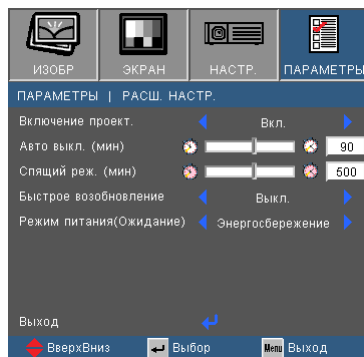 ИЗОБР ЭКРАН НАСТР. ПАРАМЕТРЫ
ПАРАМЕТРЫ | РАСШ. НАСТР.
Включение проект. Вкл.
Авто выкл. (мин) 90
Спящий реж. (мин) 500
Быстрое возобновление Выкл.
Режим питания(Ожидание) Энергосбережение
Выход
ВверхВниз Выбор Menu Выход